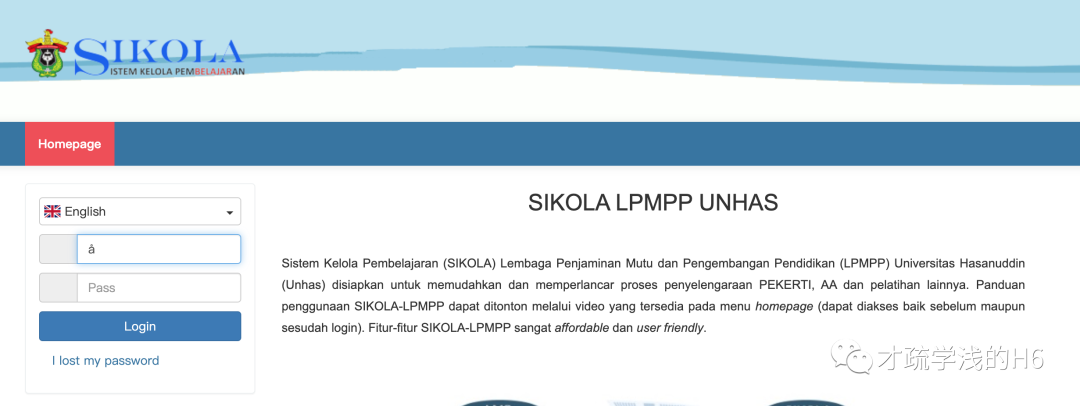 SIKOLA
ISTEM KELOLA PEMBELAJARAN
Homepage
English
å
Pass
Login
I lost my password
SIKOLA LPMPP UNHAS
Sistem Kelola Pembelajaran (SIKOLA) Lembaga Penjaminan Mutu dan Pengembangan Pendidikan (LPMPP) Universitas Hasanuddin
(Unhas) disiapkan untuk memudahkan dan memperlancar proses penyelengaraan PEKERTI, AA dan pelatihan lainnya. Panduan
penggunaan SIKOLA-LPMPP dapat ditonton melalui video yang tersedia pada menu homepage (dapat diakses baik sebelum maupun
sesudah login). Fitur-fitur SIKOLA-LPMPP sangat affordable dan user friendly.
才疏学浅的H6